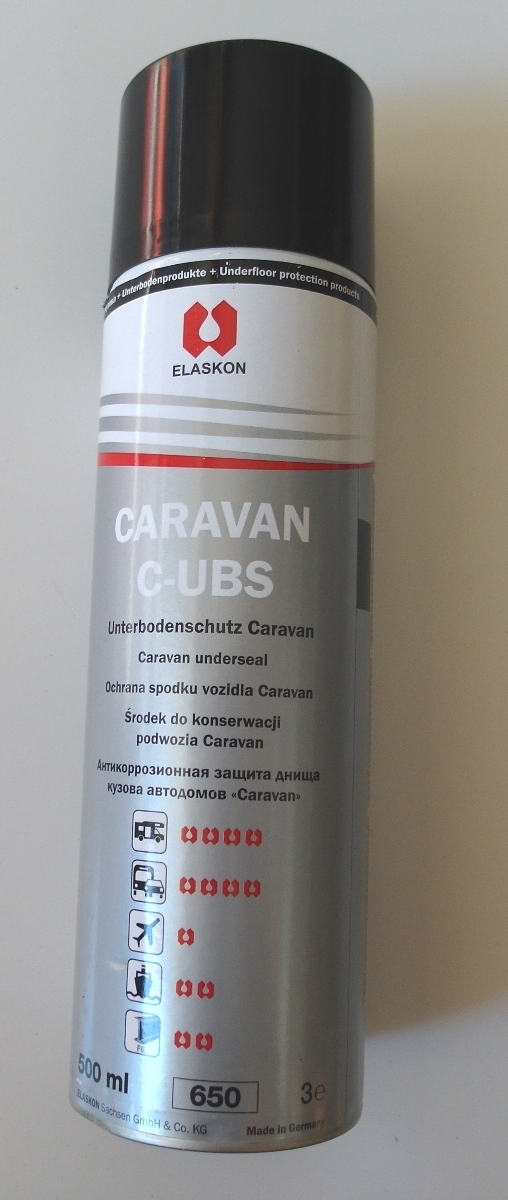 + Unterbodenprodukte + Underfloor protection products
ELASKON
CARAVAN
C-UBS
Unterbodenschutz Caravan
Caravan underseal
Ochrana spodku vozidla Caravan
Środek do konserwacji
podwozia Caravan
Антикоррозионная защита днища
кузова автодомов «Caravan»
FE
500 ml
650
3e
ELASKON Sachsen GmbH & Co. KG
Made in Germany